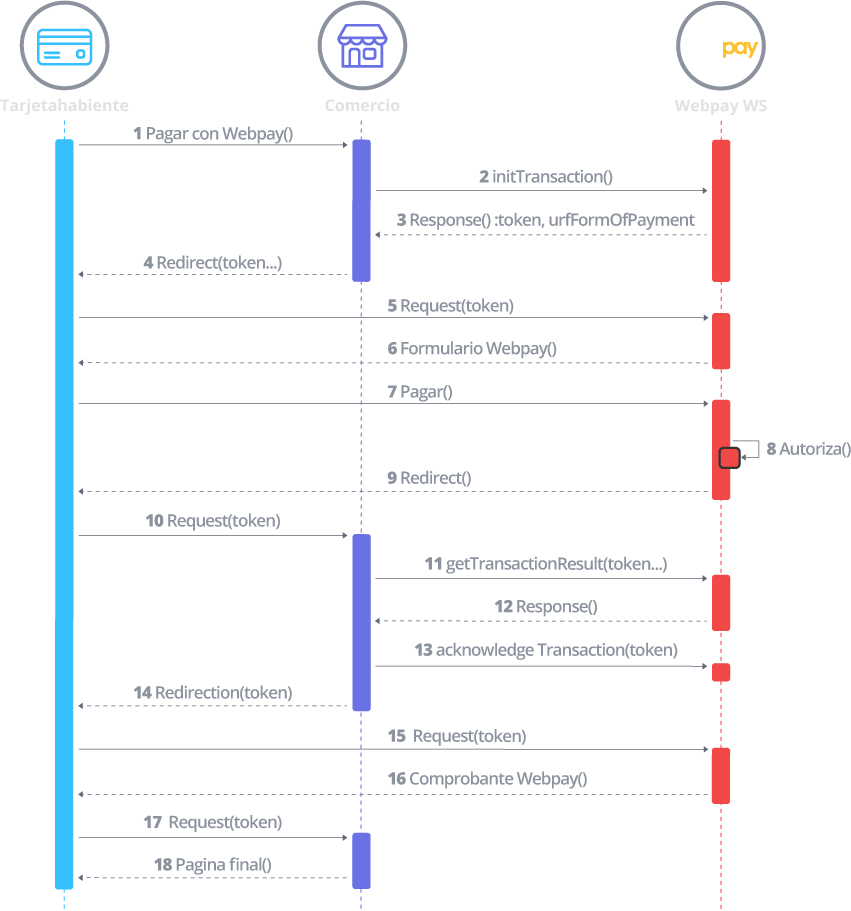 pay
Tarjetahabiente
Comercio
Webpay WS
1 Pagar con Webpay()
2 initTransaction()
3 Response() :token, urfFormOfPayment
4 Redirect(token...)
5 Request(token)
6 Formulario Webpay()
7 Pagar()
8 Autoriza()
9 Redirect()
10 Request(token)
11 getTransactionResult(token...)
12 Response()
13 acknowledge Transaction(token)
14 Redirection(token)
15 Request(token)
16 Comprobante Webpay()
17 Request(token)
18 Pagina final()